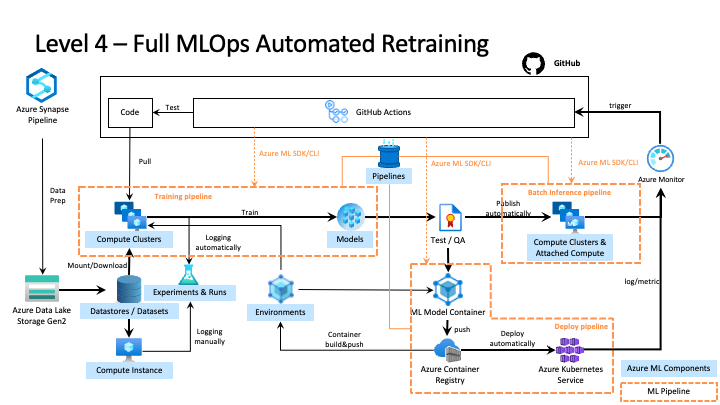 Level 4 – Full MLOps Automated Retraining
GitHub
Azure Synapse
Pipeline
Code
Test
GitHub Actions
trigger
Azure ML SDK/CLI
Azure ML SDK/CLI
Azure ML SDK/CLI
Pull
Pipelines
Azure Monitor
Data
Prep
Training pipeline
Batch Inference pipeline
Train
Publish
automatically
Compute Clusters
Logging
automatically
Models
Test / QA
Compute Clusters &
Attached Compute
Mount/Download
Experiments & Runs
log/metric
Azure Data Lake
Storage Gen2
Datastores / Datasets
Environments
ML Model Container
Logging
manually
Container
build&push
push
Deploy pipeline
Deploy
automatically
Compute Instance
Azure Container
Registry
Azure Kubernetes
Service
Azure ML Components
ML Pipeline